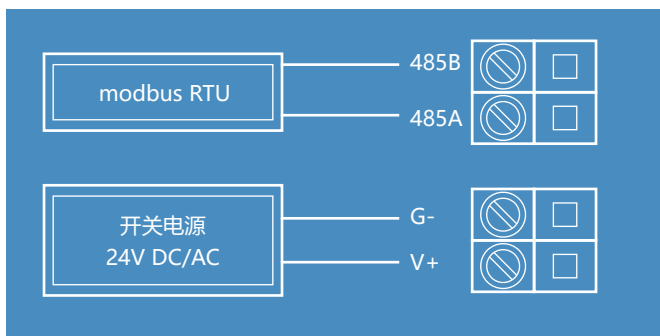 modbus RTU
485B
485A
开关电源
24V DC/AC
G-
V+